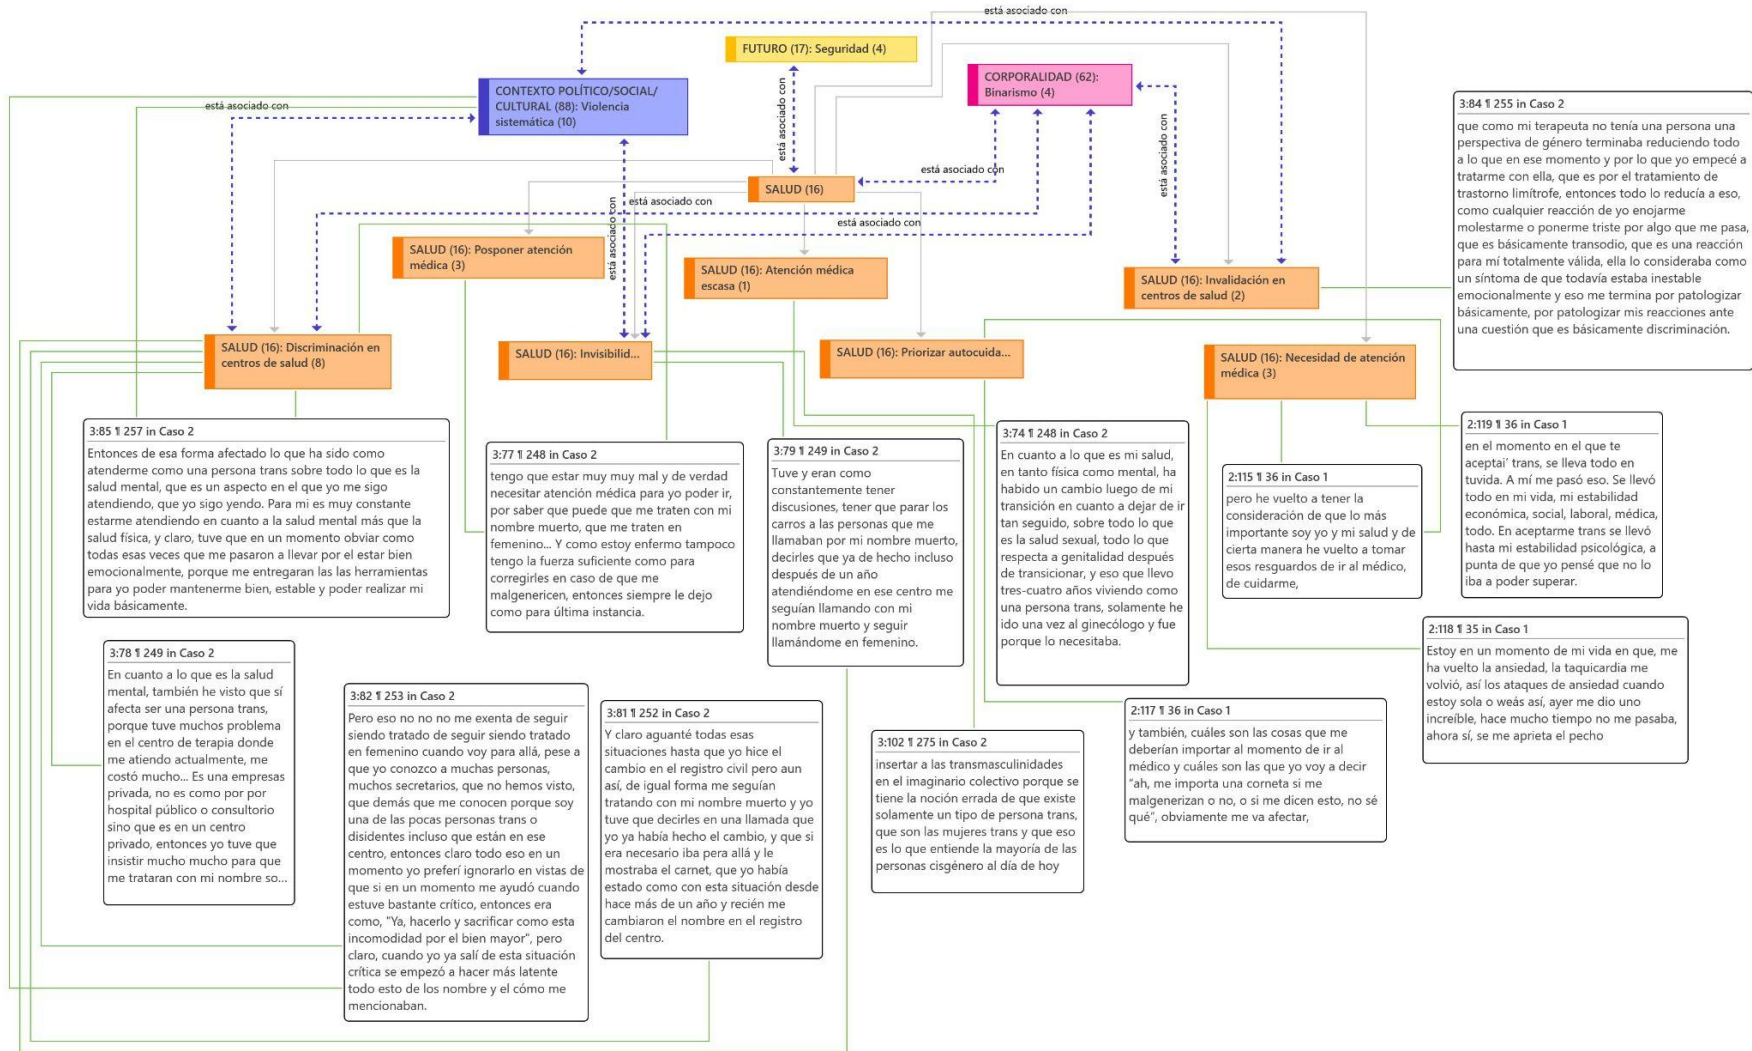 está asociado con
FUTURO (17): Seguridad (4)
CONTEXTO POLÍTICO/SOCIAL/
CULTURAL (88): Violencia
sistemática (10)
CORPORALIDAD (62):
Binarismo (4)
está asociado con
está asociado con
está asociado con
está asociado con
SALUD (16)
está asociado con
está asociado con
está asociado con
SALUD (16): Posponer atención
médica (3)
SALUD (16): Atención médica
escasa (1)
SALUD (16): Invalidación en
centros de salud (2)
SALUD (16): Discriminación en
centros de salud (8)
SALUD (16): Invisibilid...
SALUD (16): Priorizar autocuida...
SALUD (16): Necesidad de atención
médica (3)
3:84 ¶ 255 in Caso 2
que como mi terapeuta no tenía una persona una
perspectiva de género terminaba reduciendo todo
a lo que en ese momento y por lo que yo empecé a
tratarme con ella, que es por el tratamiento de
trastorno limítrofe, entonces todo lo reducía a eso,
como cualquier reacción de yo enojarme
molestarme o ponerme triste por algo que me pasa,
que es básicamente transodio, que es una reacción
para mí totalmente válida, ella lo consideraba como
un síntoma de que todavía estaba inestable
emocionalmente y eso me termina por patologizar
básicamente, por patologizar mis reacciones ante
una cuestión que es básicamente discriminación.
3:85 ¶ 257 in Caso 2
Entonces de esa forma afectado lo que ha sido como
atenderme como una persona trans sobre todo lo que es la
salud mental, que es un aspecto en el que yo me sigo
atendiendo, que yo sigo yendo. Para mi es muy constante
estarme atendiendo en cuanto a la salud mental más que la
salud física, y claro, tuve que en un momento obviar como
todas esas veces que me pasaron a llevar por el estar bien
emocionalmente, porque me entregaran las las herramientas
para yo poder mantenerme bien, estable y poder realizar mi
vida básicamente.
3:77 ¶ 248 in Caso 2
tengo que estar muy muy mal y de verdad
necesitar atención médica para yo poder ir,
por saber que puede que me traten con mi
nombre muerto, que me traten en
femenino... Y como estoy enfermo tampoco
tengo la fuerza suficiente como para
corregirles en caso de que me
malgenericen, entonces siempre le dejo
como para última instancia.
3:79 ¶ 249 in Caso 2
Tuve y eran como
constantemente tener
discusiones, tener que parar los
carros a las personas que me
llamaban por mi nombre muerto,
decirles que ya de hecho incluso
después de un año
atendiéndome en ese centro me
seguían llamando con mi
nombre muerto y seguir
llamándome en femenino.
3:74 ¶ 248 in Caso 2
En cuanto a lo que es mi salud,
en tanto física como mental, ha
habido un cambio luego de mi
transición en cuanto a dejar de ir
tan seguido, sobre todo lo que
es la salud sexual, todo lo que
respecta a genitalidad después
de transicionar, y eso que llevo
tres-cuatro años viviendo como
una persona trans, solamente he
ido una vez al ginecólogo y fue
porque lo necesitaba.
2:115 ¶ 36 in Caso 1
pero he vuelto a tener la
consideración de que lo más
importante soy yo y mi salud y de
cierta manera he vuelto a tomar
esos resguardos de ir al médico,
de cuidarme,
2:119 ¶ 36 in Caso 1
en el momento en el que te
aceptai' trans, se lleva todo en
tuvida. A mí me pasó eso. Se llevó
todo en mi vida, mi estabilidad
económica, social, laboral, médica,
todo. En aceptarme trans se llevó
hasta mi estabilidad psicológica, a
punta de que yo pensé que no lo
iba a poder superar.
2:118 ¶ 35 in Caso 1
Estoy en un momento de mi vida en que, me
ha vuelto la ansiedad, la taquicardia me
volvió, así los ataques de ansiedad cuando
estoy sola o weás así, ayer me dio uno
increíble, hace mucho tiempo no me pasaba,
ahora sí, se me aprieta el pecho
3:78 ¶ 249 in Caso 2
En cuanto a lo que es la salud
mental, también he visto que sí
afecta ser una persona trans,
porque tuve muchos problema
en el centro de terapia donde
me atiendo actualmente, me
costó mucho... Es una empresas
privada, no es como por por
hospital público o consultorio
sino que es en un centro
privado, entonces yo tuve que
insistir mucho mucho para que
me trataran con mi nombre so...
3:82 ¶ 253 in Caso 2
Pero eso no no no me exenta de seguir
siendo tratado de seguir siendo tratado
en femenino cuando voy para allá, pese a
que yo conozco a muchas personas,
muchos secretarios, que no hemos visto,
que demás que me conocen porque soy
una de las pocas personas trans o
disidentes incluso que están en ese
centro, entonces claro todo eso en un
momento yo preferí ignorarlo en vistas de
que si en un momento me ayudó cuando
estuve bastante crítico, entonces era
como, "Ya, hacerlo y sacrificar como esta
incomodidad por el bien mayor", pero
claro, cuando yo ya salí de esta situación
crítica se empezó a hacer más latente
todo esto de los nombre y el cómo me
mencionaban.
3:81 ¶ 252 in Caso 2
Y claro aguanté todas esas
situaciones hasta que yo hice el
cambio en el registro civil pero aun
así, de igual forma me seguían
tratando con mi nombre muerto y yo
tuve que decirles en una llamada que
yo ya había hecho el cambio, y que si
era necesario iba pera allá y le
mostraba el carnet, que yo había
estado como con esta situación desde
hace más de un año y recién me
cambiaron el nombre en el registro
del centro.
3:102 ¶ 275 in Caso 2
insertar a las transmasculinidades
en el imaginario colectivo porque se
tiene la noción errada de que existe
solamente un tipo de persona trans,
que son las mujeres trans y que eso
es lo que entiende la mayoría de las
personas cisgénero al día de hoy
2:117 ¶ 36 in Caso 1
y también, cuáles son las cosas que me
deberían importar al momento de ir al
médico y cuáles son las que yo voy a decir
"ah, me importa una corneta si me
malgenerizan o no, o si me dicen esto, no sé
qué", obviamente me va afectar,